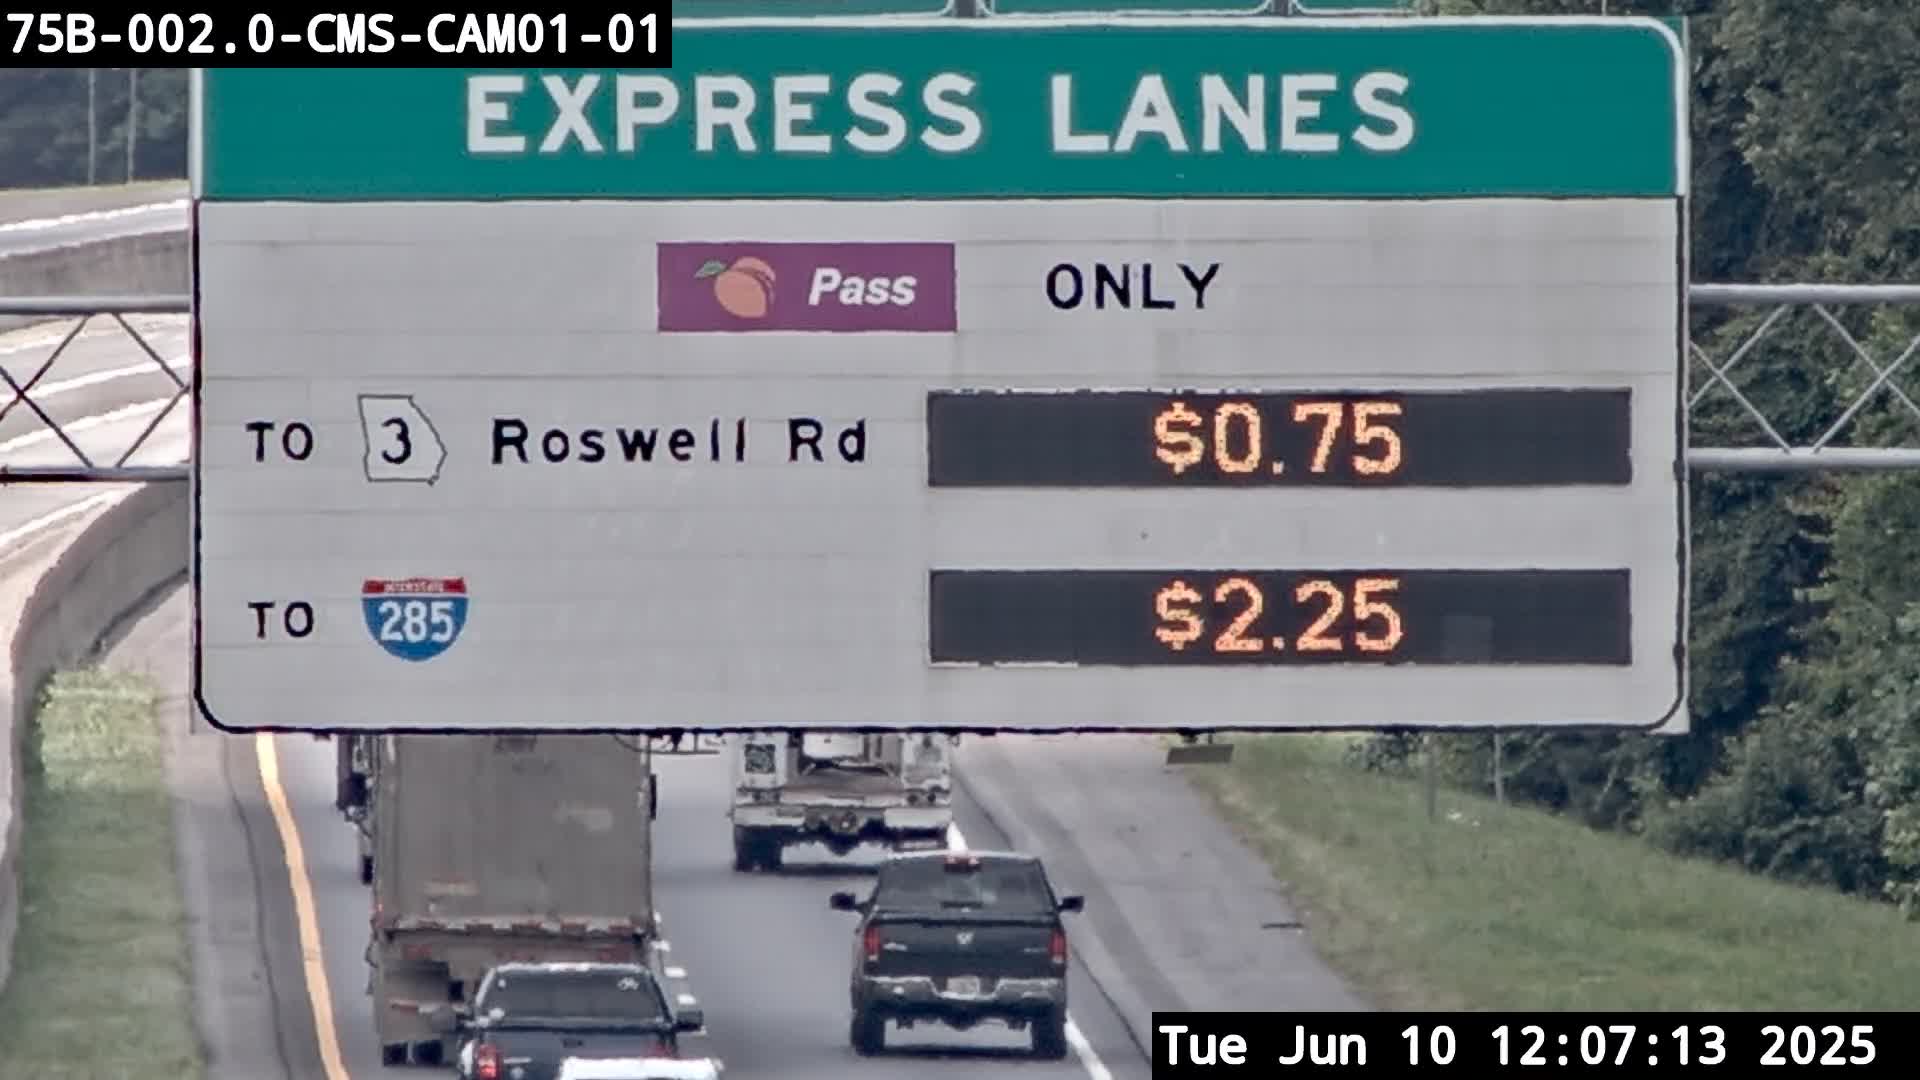 75B-002.0-CMS-CAM01-01
EXPRESS LANES
Pass ONLY
TO 3 Roswell Rd $0.75
INTERSTATE
TO 285 $2.25
Tue Jun 10 12:07:13 2025